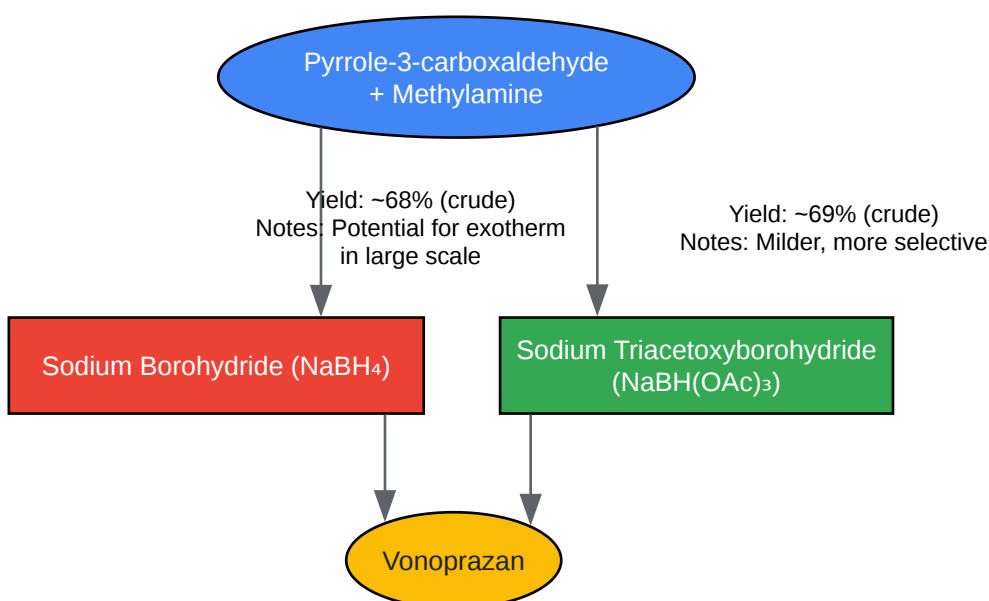 Pyrrole-3-carboxaldehyde
+ Methylamine
Yield: ~68% (crude)
Notes: Potential for exotherm
in large scale
Yield: ~69% (crude)
Notes: Milder, more selective
Sodium Borohydride (NaBH₄)
Sodium Triacetoxyborohydride
(NaBH(OAc)₃)
Vonoprazan